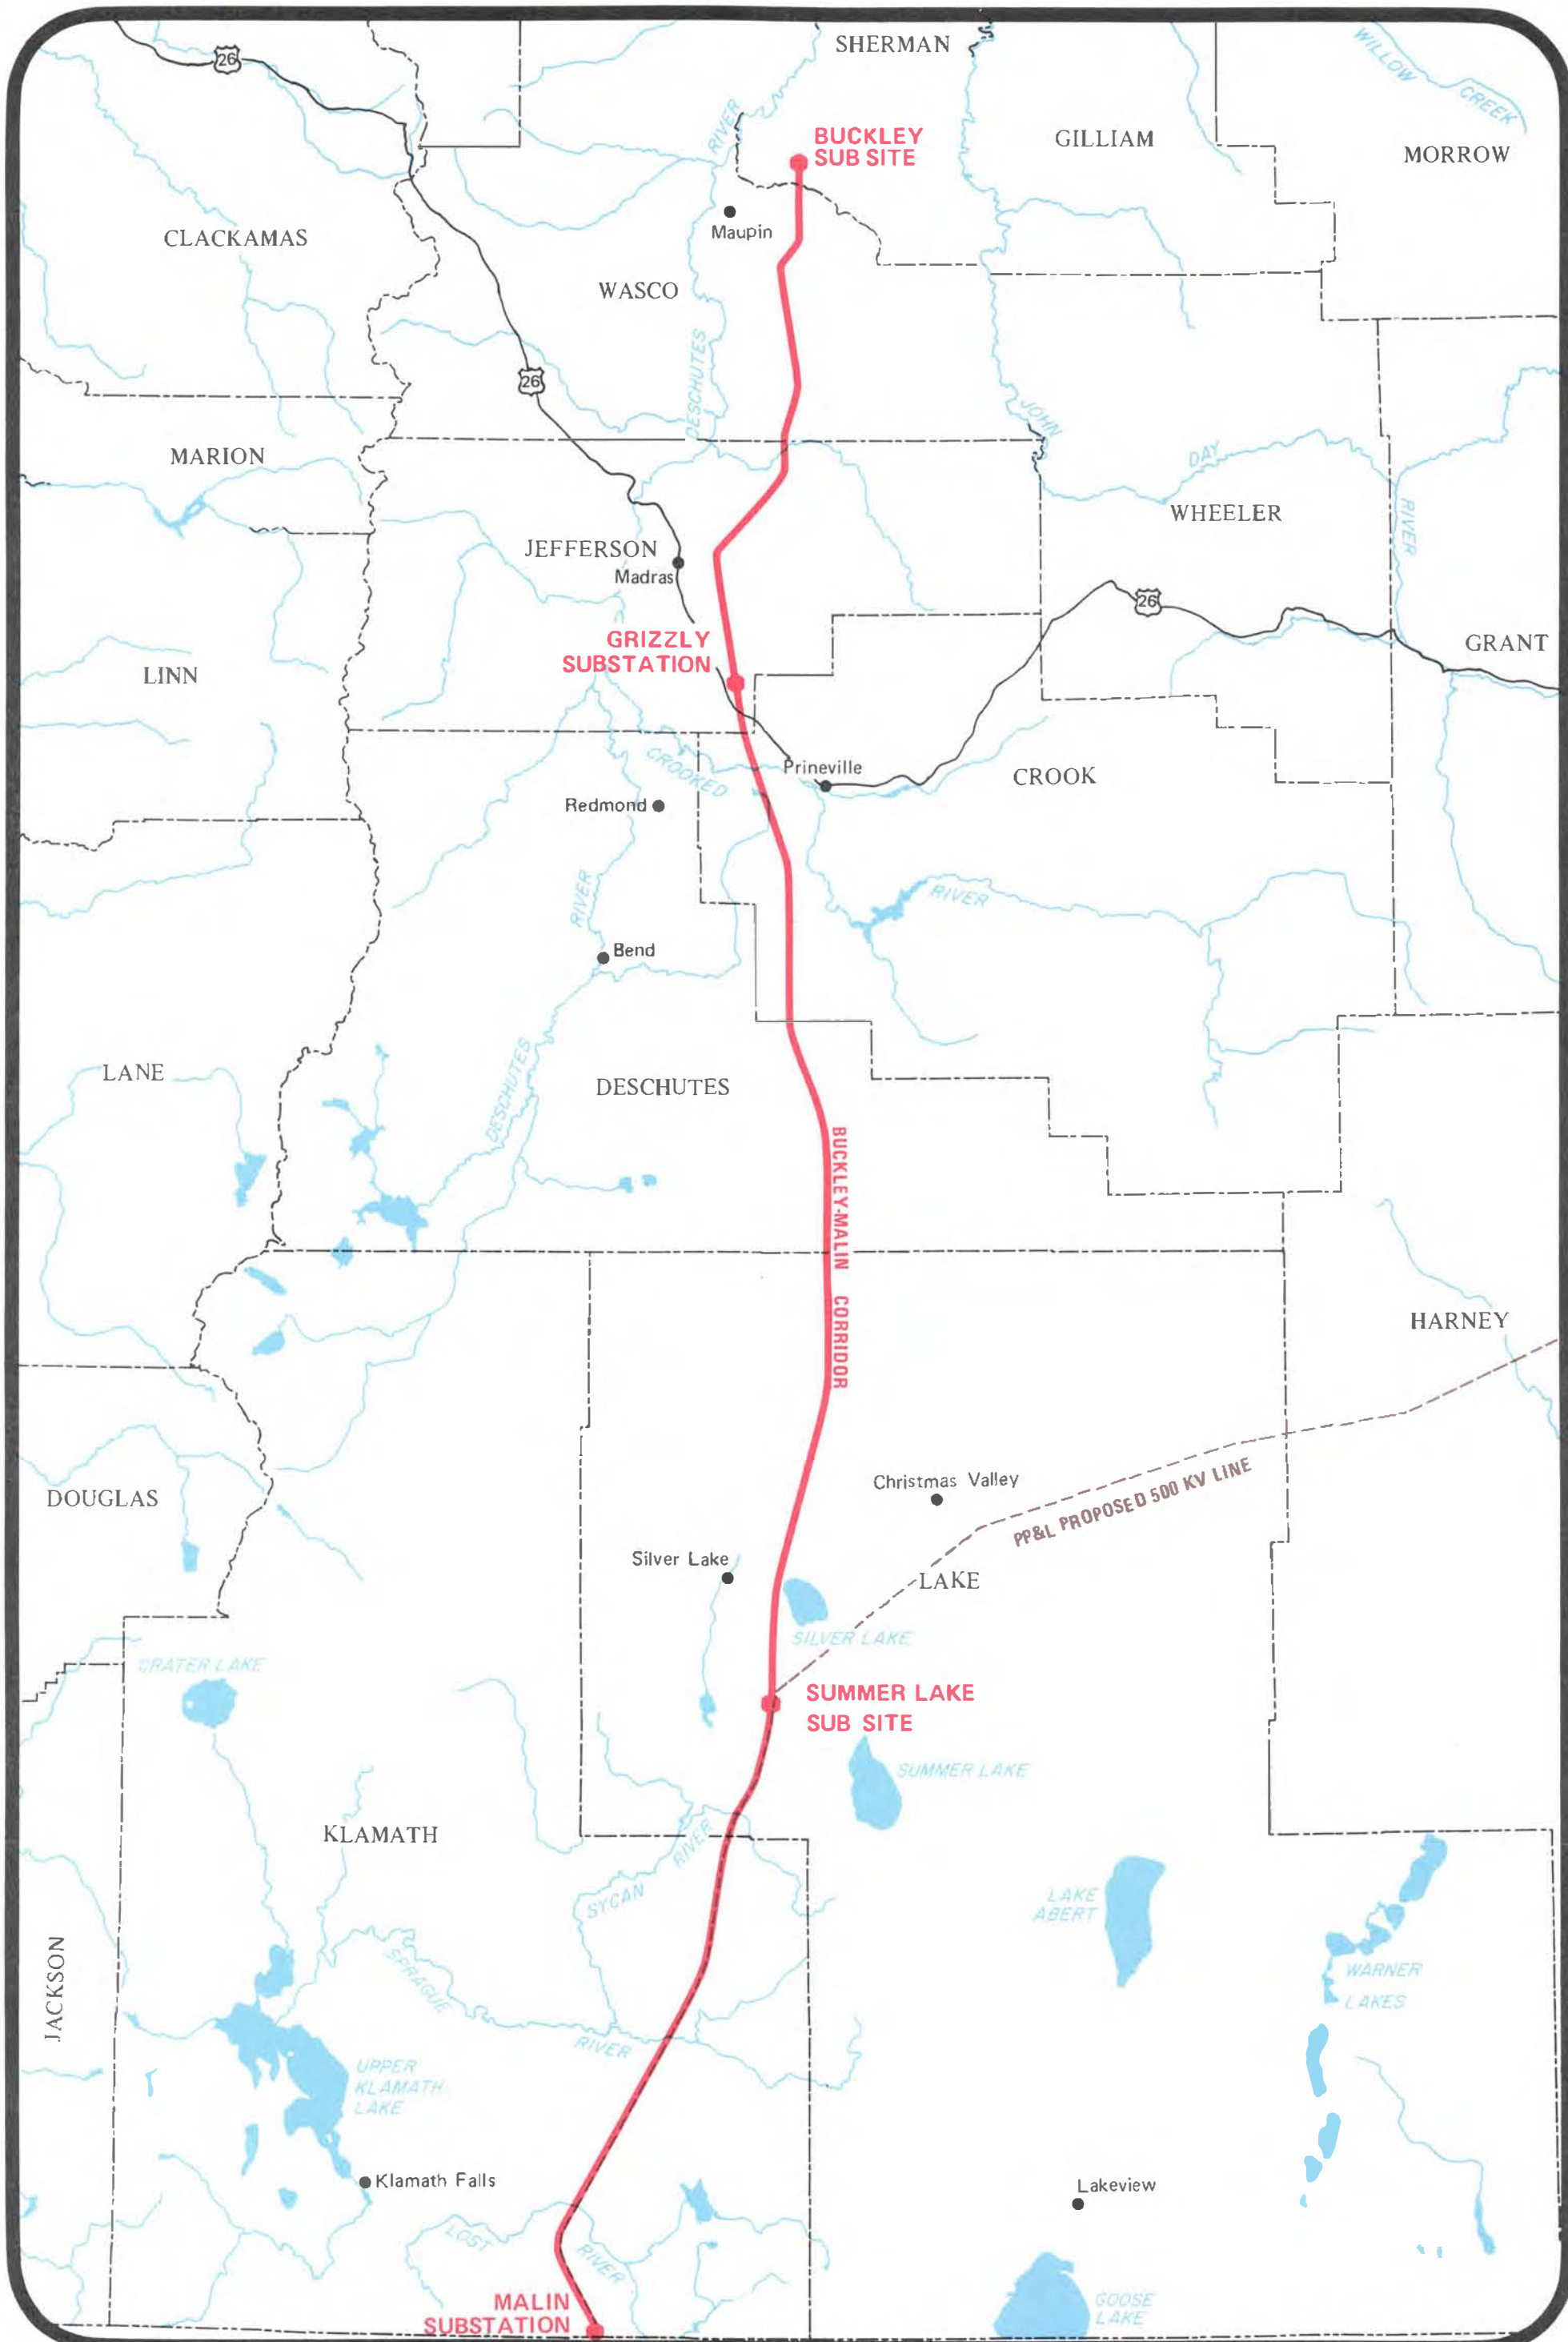 SHERMAN
26
WILLOW
CREEK
RIVER
BUCKLEY
SUB SITE
GILLIAM
MORROW
Maupin
CLACKAMAS
WASCO
DESCHUTES
26
JOHN
MARION
DAY
RIVER
WHEELER
JEFFERSON
Madras
26
GRIZZLY
SUBSTATION
GRANT
LINN
CROOKED
Prineville
CROOK
Redmond
RIVER
RIVER
Bend
LANE
DESCHUTES
DESCHUTES
BUCKLEY-MALIN CORRIDOR
HARNEY
Christmas Valley
PP&L PROPOSED 500 KV LINE
DOUGLAS
Silver Lake
LAKE
SILVER LAKE
CRATER LAKE
SUMMER LAKE
SUB SITE
SUMMER LAKE
KLAMATH
RIVER
SYCAN
LAKE
ABERT
JACKSON
SPRAGUE
RIVER
WARNER
LAKES
UPPER
KLAMATH
LAKE
Klamath Falls
Lakeview
LOST
RIVER
MALIN
SUBSTATION
GOOSE
LAKE